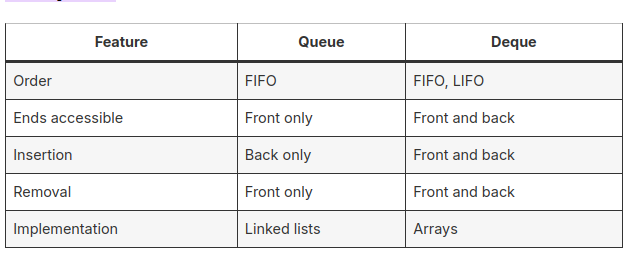 Feature Queue Deque
Order FIFO FIFO, LIFO
Ends accessible Front only Front and back
Insertion Back only Front and back
Removal Front only Front and back
Implementation Linked lists Arrays